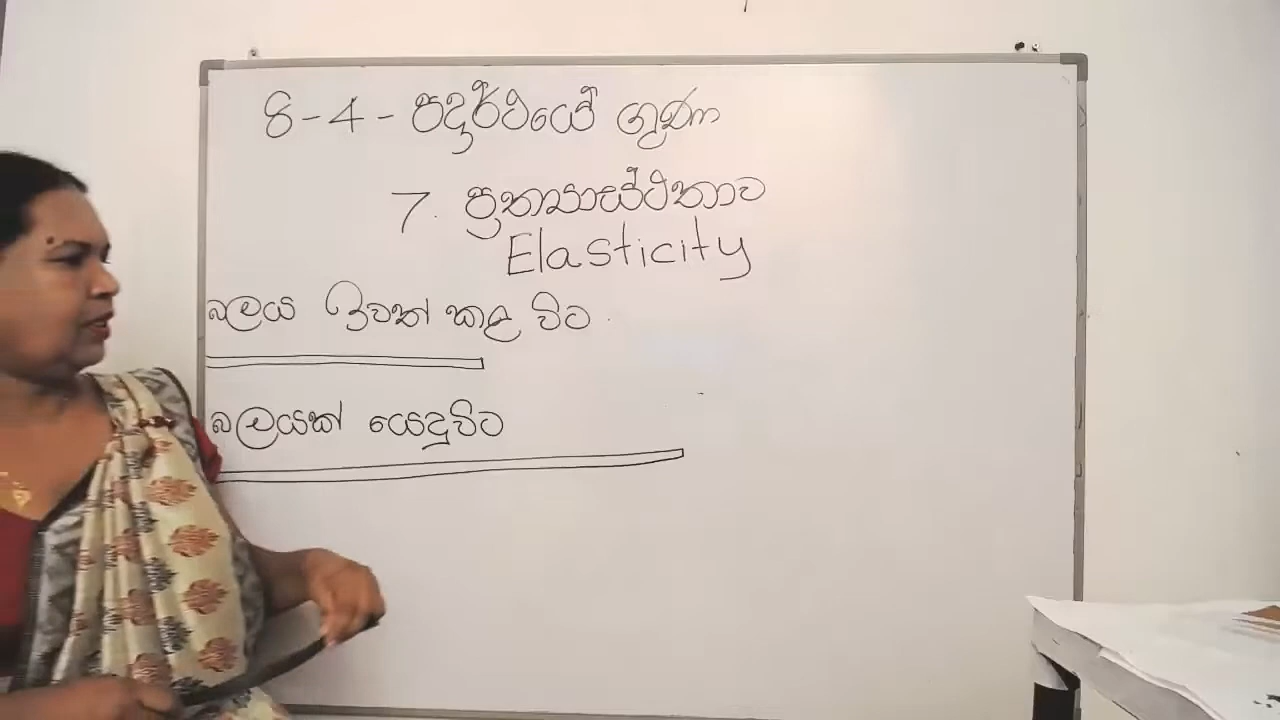 8-4- පදාර්ථයේ ගුණ
7. ප්‍රත්‍යාස්ථතාව
Elasticity
බලය ඉවත් කළ විට
බලයක් යෙදූවිට